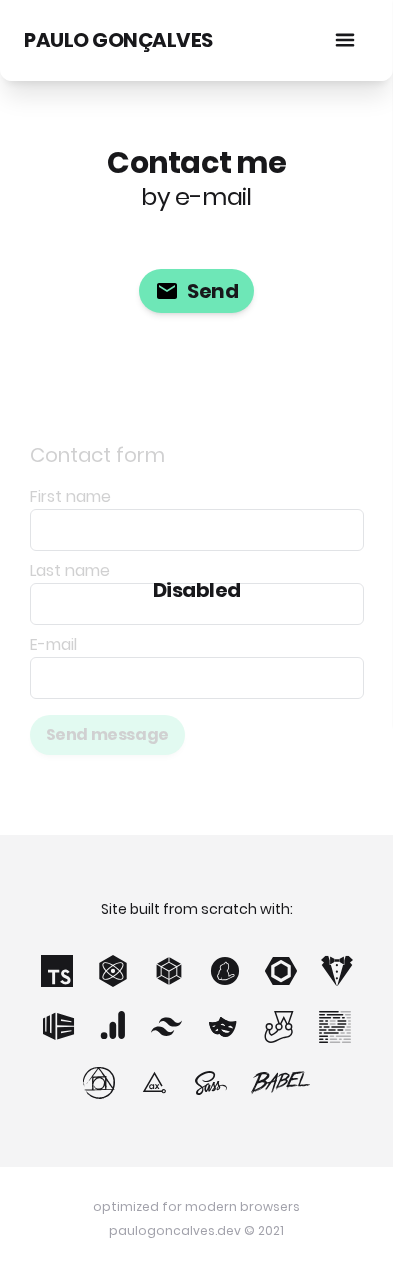 PAULO GONÇALVES
Contact me
by e-mail
Send
Contact form
First name
Last name
Disabled
E-mail
Send message
Site built from scratch with:
TS
ax
Sass
BABEL
optimized for modern browsers
paulogoncalves.dev © 2021